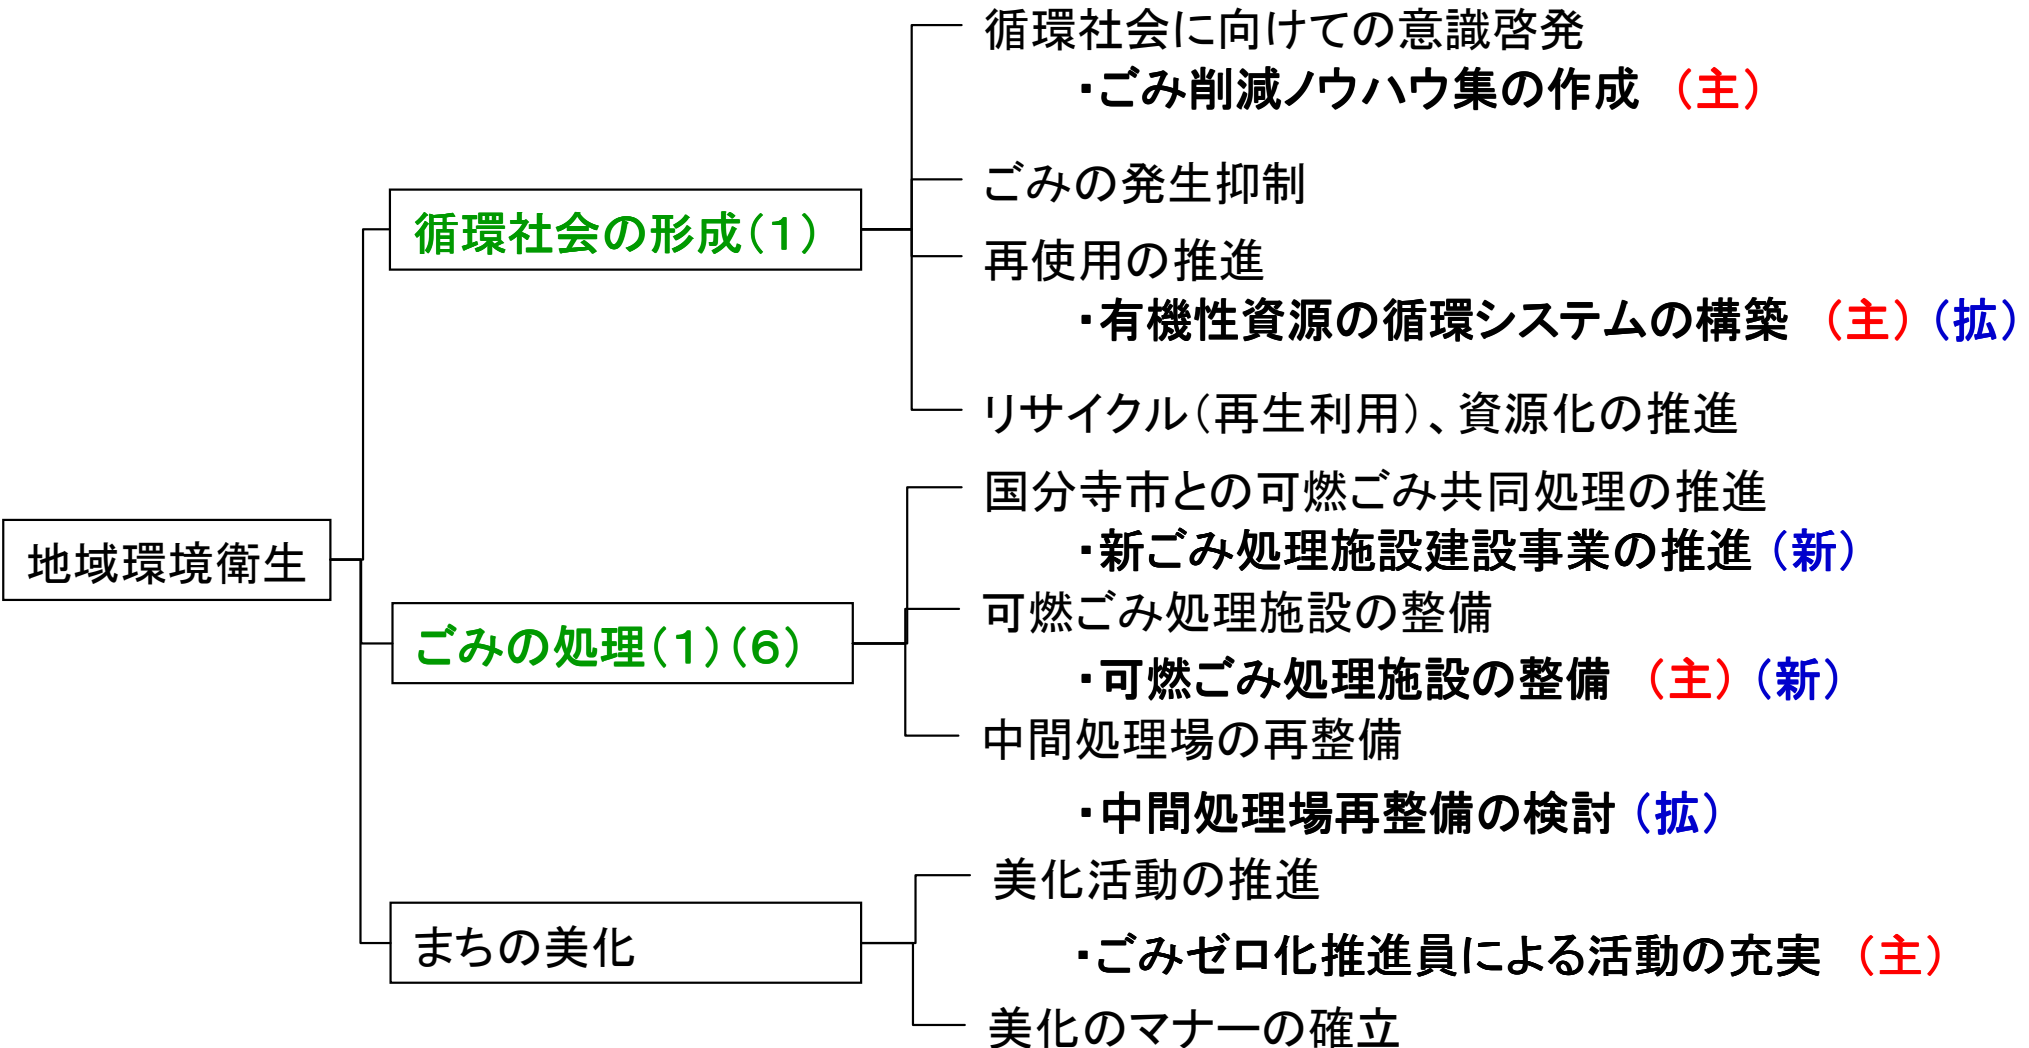 地域環境衛生
循環社会の形成(1)
循環社会に向けての意識啓発
・ごみ削減ノウハウ集の作成 (主)
ごみの発生抑制
再使用の推進
・有機性資源の循環システムの構築 (主)(拡)
リサイクル(再生利用)、資源化の推進
ごみの処理(1)(6)
国分寺市との可燃ごみ共同処理の推進
・新ごみ処理施設建設事業の推進(新)
可燃ごみ処理施設の整備
・可燃ごみ処理施設の整備 (主)(新)
中間処理場の再整備
・中間処理場再整備の検討(拡)
まちの美化
美化活動の推進
・ごみゼロ化推進員による活動の充実 (主)
美化のマナーの確立